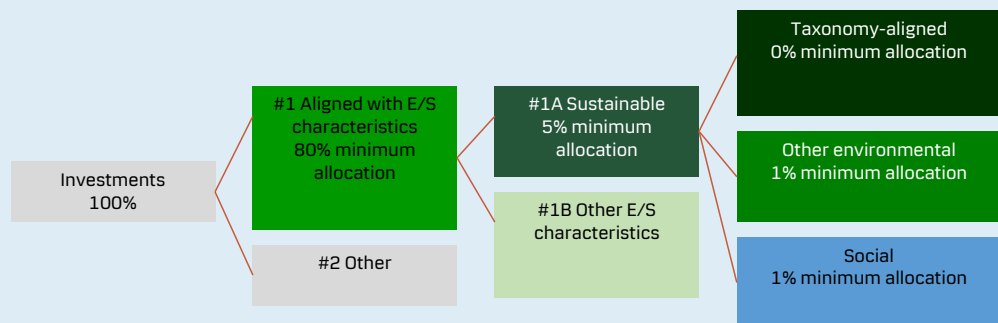 Investments
100%
#1 Aligned with E/S
characteristics
80% minimum
allocation
#2 Other
#1A Sustainable
5% minimum
allocation
#1B Other E/S
characteristics
Taxonomy-aligned
0% minimum allocation
Other environmental
1% minimum allocation
Social
1% minimum allocation